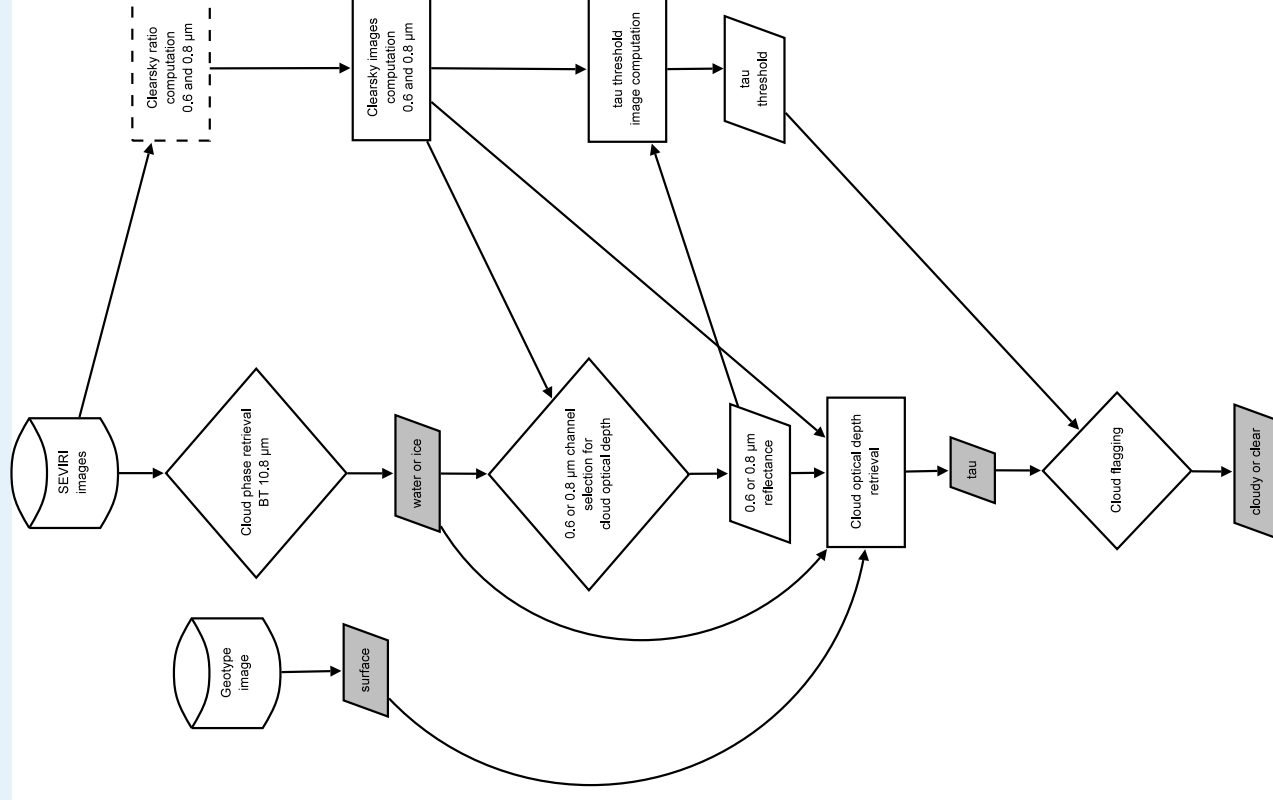 Clearsky ratio
computation
0.6 and 0.8 µm
Clearsky images
computation
0.6 and 0.8 µm
tau threshold
image computation
tau
threshold
SEVIRI
images
Cloud phase retrieval
BT 10.8 µm
water or ice
0.6 or 0.8 µm channel
selection for
cloud optical depth
0.6 or 0.8 µm
reflectance
Cloud optical depth
retrieval
tau
Cloud flagging
cloudy or clear
Geotype
image
surface